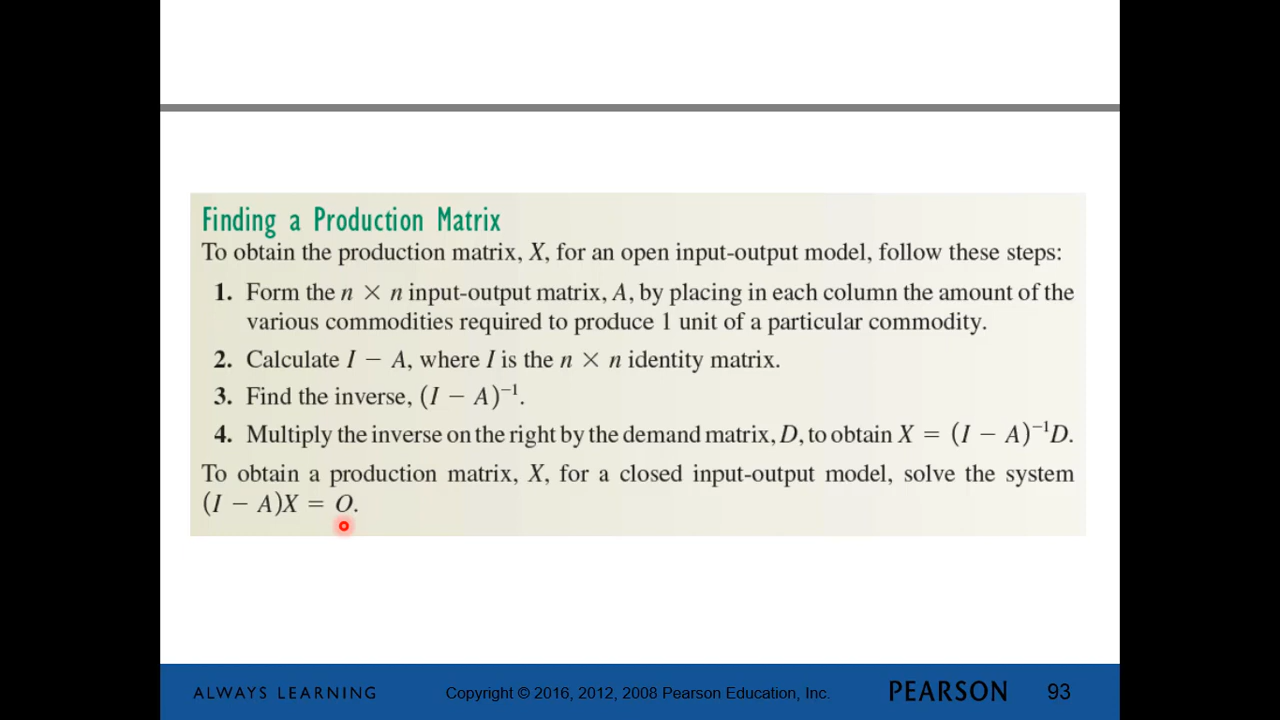 Finding a Production Matrix
To obtain the production matrix, X, for an open input-output model, follow these steps:
1. Form the n × n input-output matrix, A, by placing in each column the amount of the
various commodities required to produce 1 unit of a particular commodity.
2. Calculate I − A, where I is the n × n identity matrix.
3. Find the inverse, (I − A)⁻¹.
4. Multiply the inverse on the right by the demand matrix, D, to obtain X = (I − A)⁻¹D.
To obtain a production matrix, X, for a closed input-output model, solve the system
(I − A)X = O.
ALWAYS LEARNING Copyright © 2016, 2012, 2008 Pearson Education, Inc. PEARSON 93